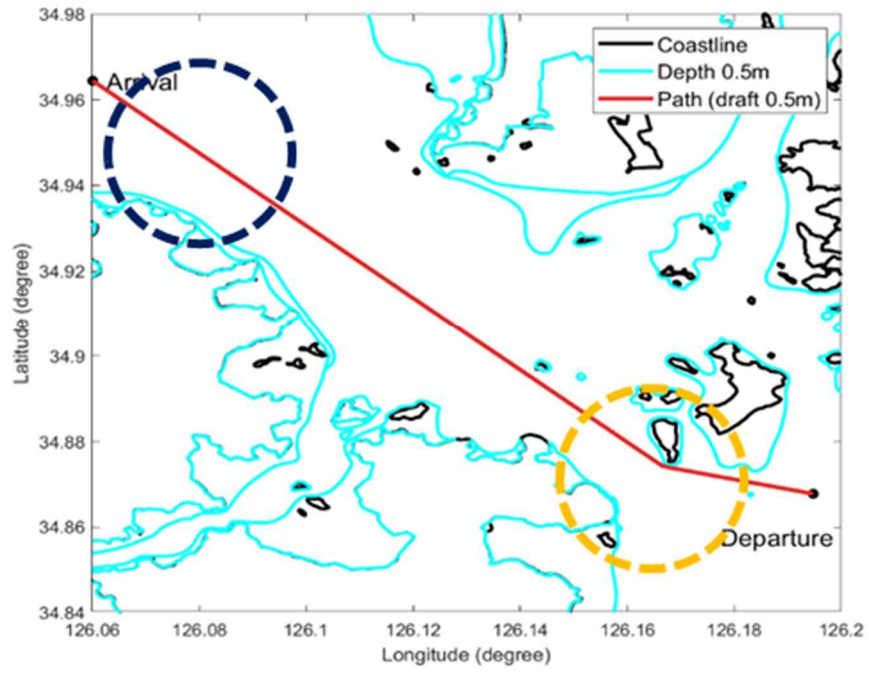 34.98
34.96
34.94
34.92
34.9
34.88
34.86
34.84
126.06
126.08
126.1
126.12
126.14
126.16
126.18
126.2
Latitude (degree)
Longitude (degree)
Coastline
Depth 0.5m
Path (draft 0.5m)
Arrival
Departure